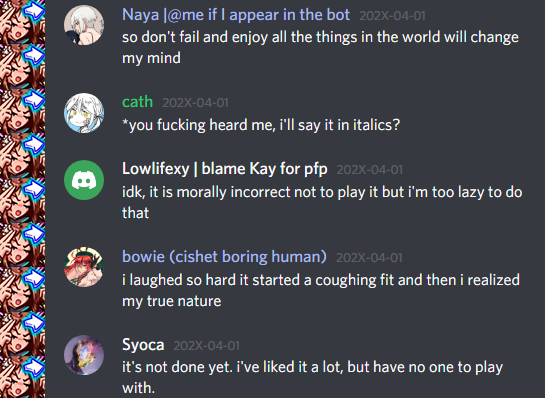 Naya |@me if I appear in the bot 202X-04-01
so don't fail and enjoy all the things in the world will change
my mind
cath 202X-04-01
*you fucking heard me, i'll say it in italics?
Lowlifexy | blame Kay for pfp 202X-04-01
idk, it is morally incorrect not to play it but i'm too lazy to do
that
bowie (cishet boring human) 202X-04-01
i laughed so hard it started a coughing fit and then i realized
my true nature
Syoca 202X-04-01
it's not done yet. i've liked it a lot, but have no one to play
with.